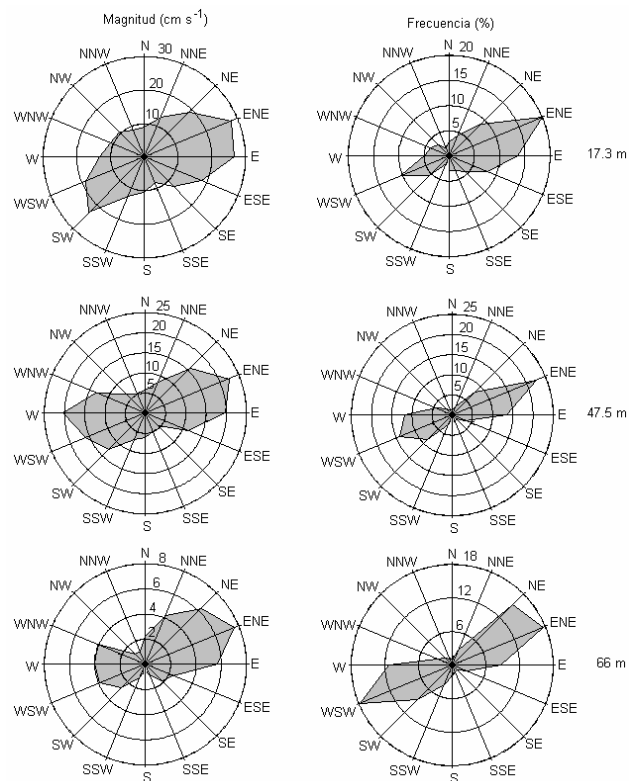 Magnitud (cm s⁻¹) Frecuencia (%)
N N
NNW 30 NNE NNW 20 NNE
NW 20 NE NW 15 NE
WNW 10 ENE WNW 10 ENE
5
W E W E 17.3 m
WSW ESE WSW ESE
SW SE SW SE
SSW SSE SSW SSE
S S
N N
NNW 25 NNE NNW 25 NNE
NW 20 NE NW 20 NE
15 15
WNW 10 ENE WNW 10 ENE
5 5
W E W E 47.5 m
WSW ESE WSW ESE
SW SE SW SE
SSW SSE SSW SSE
S S
N N
NNW 8 NNE NNW 18 NNE
NW 6 NE NW 12 NE
WNW 4 ENE WNW 6 ENE
2
W E W E 66 m
WSW ESE WSW ESE
SW SE SW SE
SSW SSE SSW SSE
S S